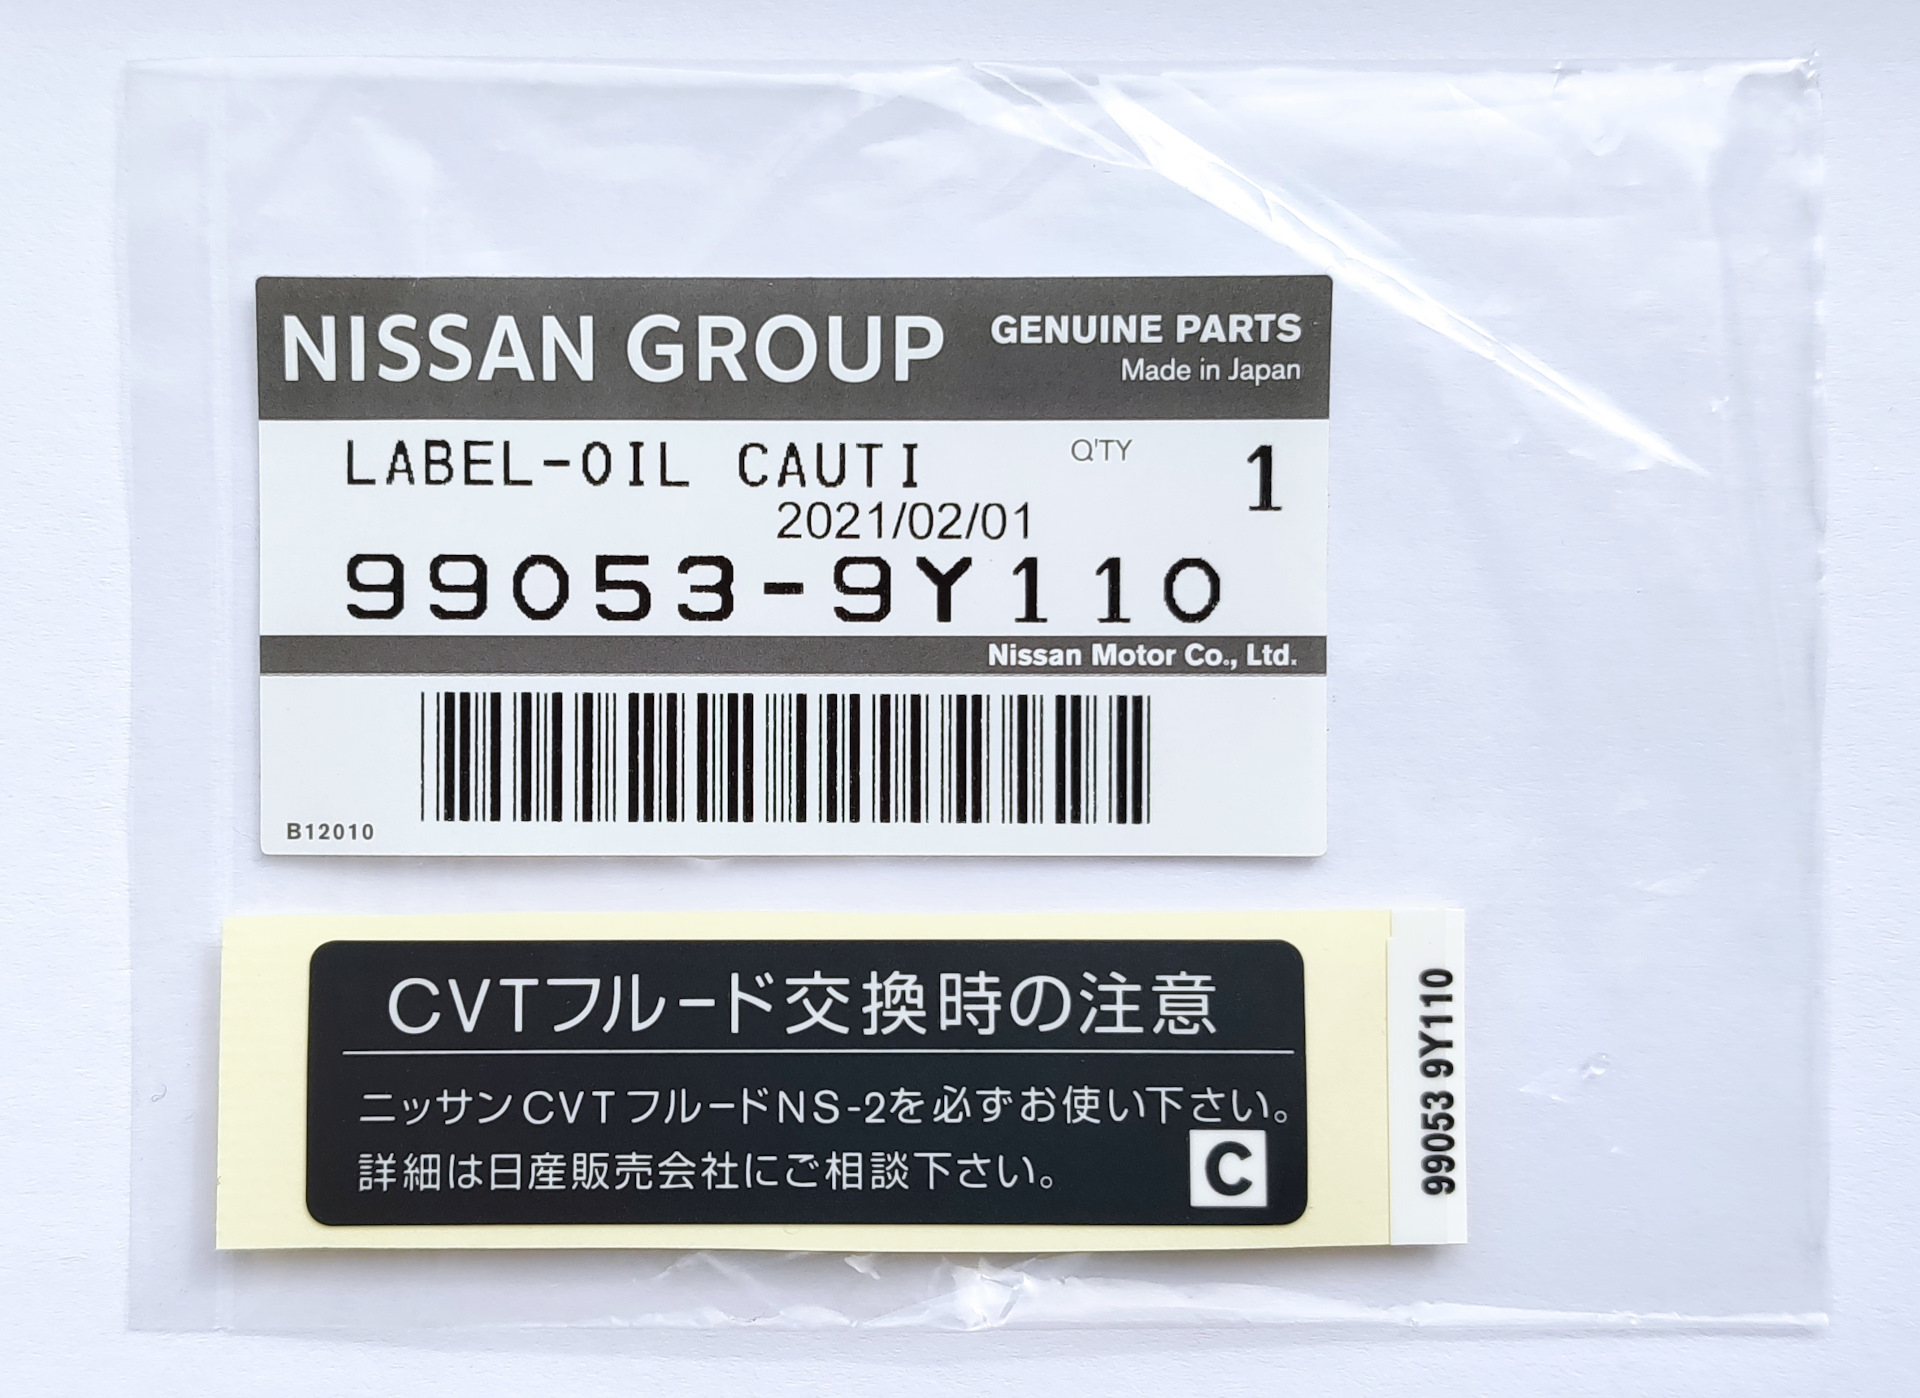 NISSAN GROUP
GENUINE PARTS
Made in Japan
LABEL-OIL CAUTI
Q'TY
1
2021/02/01
99053-9Y110
Nissan Motor Co., Ltd.
B12010
CVTフルード交換時の注意
ニッサンCVTフルードNS-2を必ずお使い下さい。
詳細は日産販売会社にご相談下さい。
C
99053 9Y110